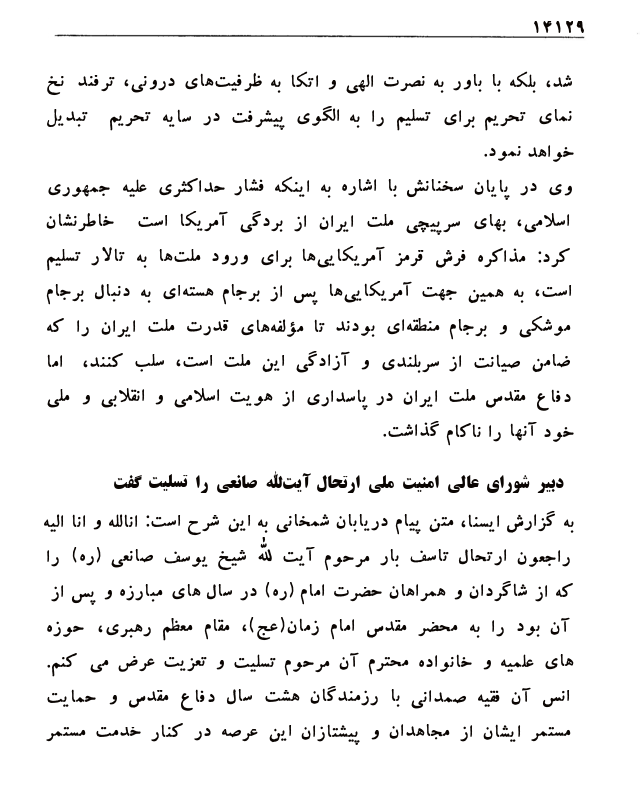 ۱۴۱۲۹
شد، بلکه با باور به نصرت الهی و اتکا به ظرفیت‌های درونی، ترفند نخ
نمای تحریم برای تسلیم را به الگوی پیشرفت در سایه تحریم تبدیل
خواهد نمود.
وی در پایان سخنانش با اشاره به اینکه فشار حداکثری علیه جمهوری
اسلامی، بهای سرپیچی ملت ایران از بردگی آمریکا است خاطرنشان
کرد: مذاکره فرش قرمز آمریکایی‌ها برای ورود ملت‌ها به تالار تسلیم
است، به همین جهت آمریکایی‌ها پس از برجام هسته‌ای به دنبال برجام
موشکی و برجام منطقه‌ای بودند تا مؤلفه‌های قدرت ملت ایران را که
ضامن صیانت از سربلندی و آزادگی این ملت است، سلب کنند، اما
دفاع مقدس ملت ایران در پاسداری از هویت اسلامی و انقلابی و ملی
خود آنها را ناکام گذاشت.
دبیر شورای عالی امنیت ملی ارتحال آیت‌لله صانعی را تسلیت گفت
به گزارش ایسنا، متن پیام دریابان شمخانی به این شرح است: انالله و انا الیه
راجعون ارتحال تاسف بار مرحوم آیت لله شیخ یوسف صانعی (ره) را
که از شاگردان و همراهان حضرت امام (ره) در سال های مبارزه و پس از
آن بود را به محضر مقدس امام زمان(عج)، مقام معظم رهبری، حوزه
های علمیه و خانواده محترم آن مرحوم تسلیت و تعزیت عرض می کنم.
انس آن فقیه صمدانی با رزمندگان هشت سال دفاع مقدس و حمایت
مستمر ایشان از مجاهدان و پیشتازان این عرصه در کنار خدمت مستمر